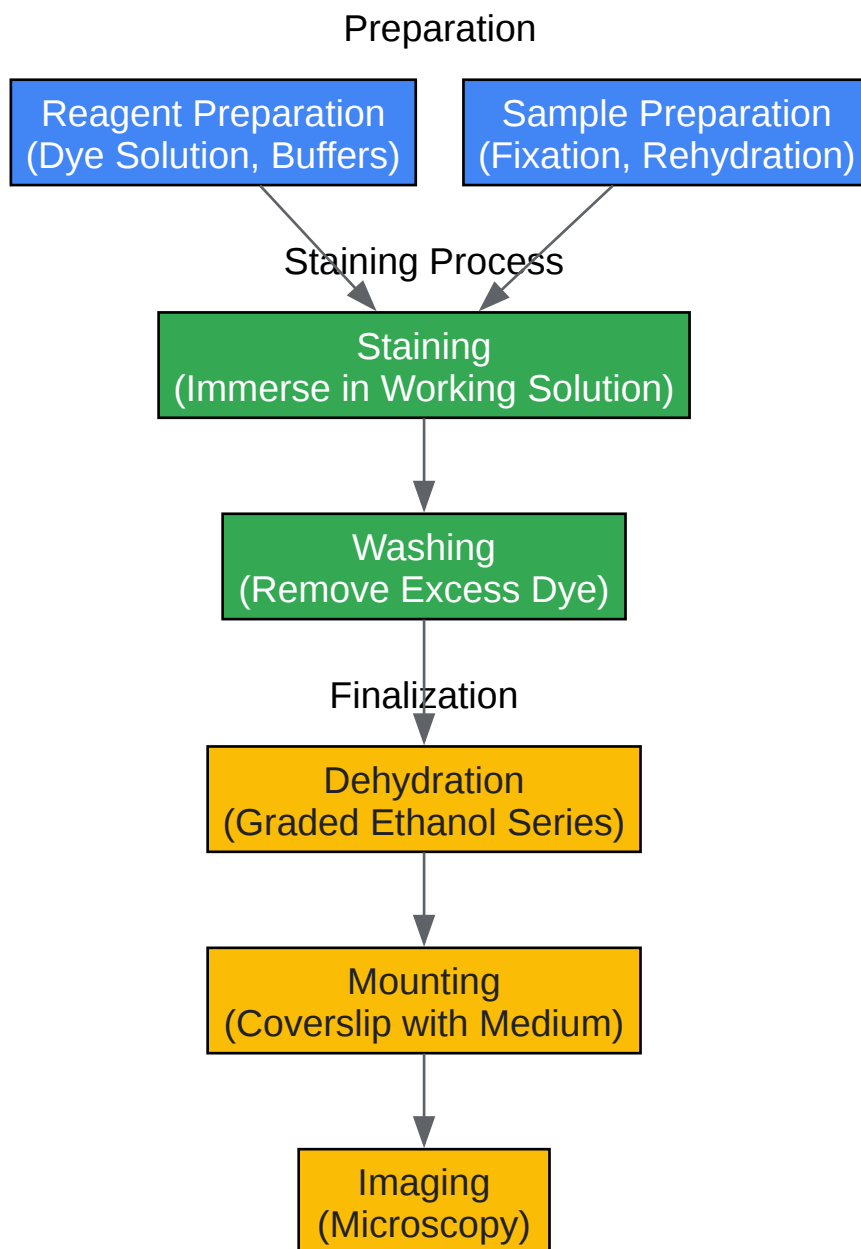 Preparation
Reagent Preparation
(Dye Solution, Buffers)
Sample Preparation
(Fixation, Rehydration)
Staining Process
Staining
(Immerse in Working Solution)
Washing
(Remove Excess Dye)
Finalization
Dehydration
(Graded Ethanol Series)
Mounting
(Coverslip with Medium)
Imaging
(Microscopy)